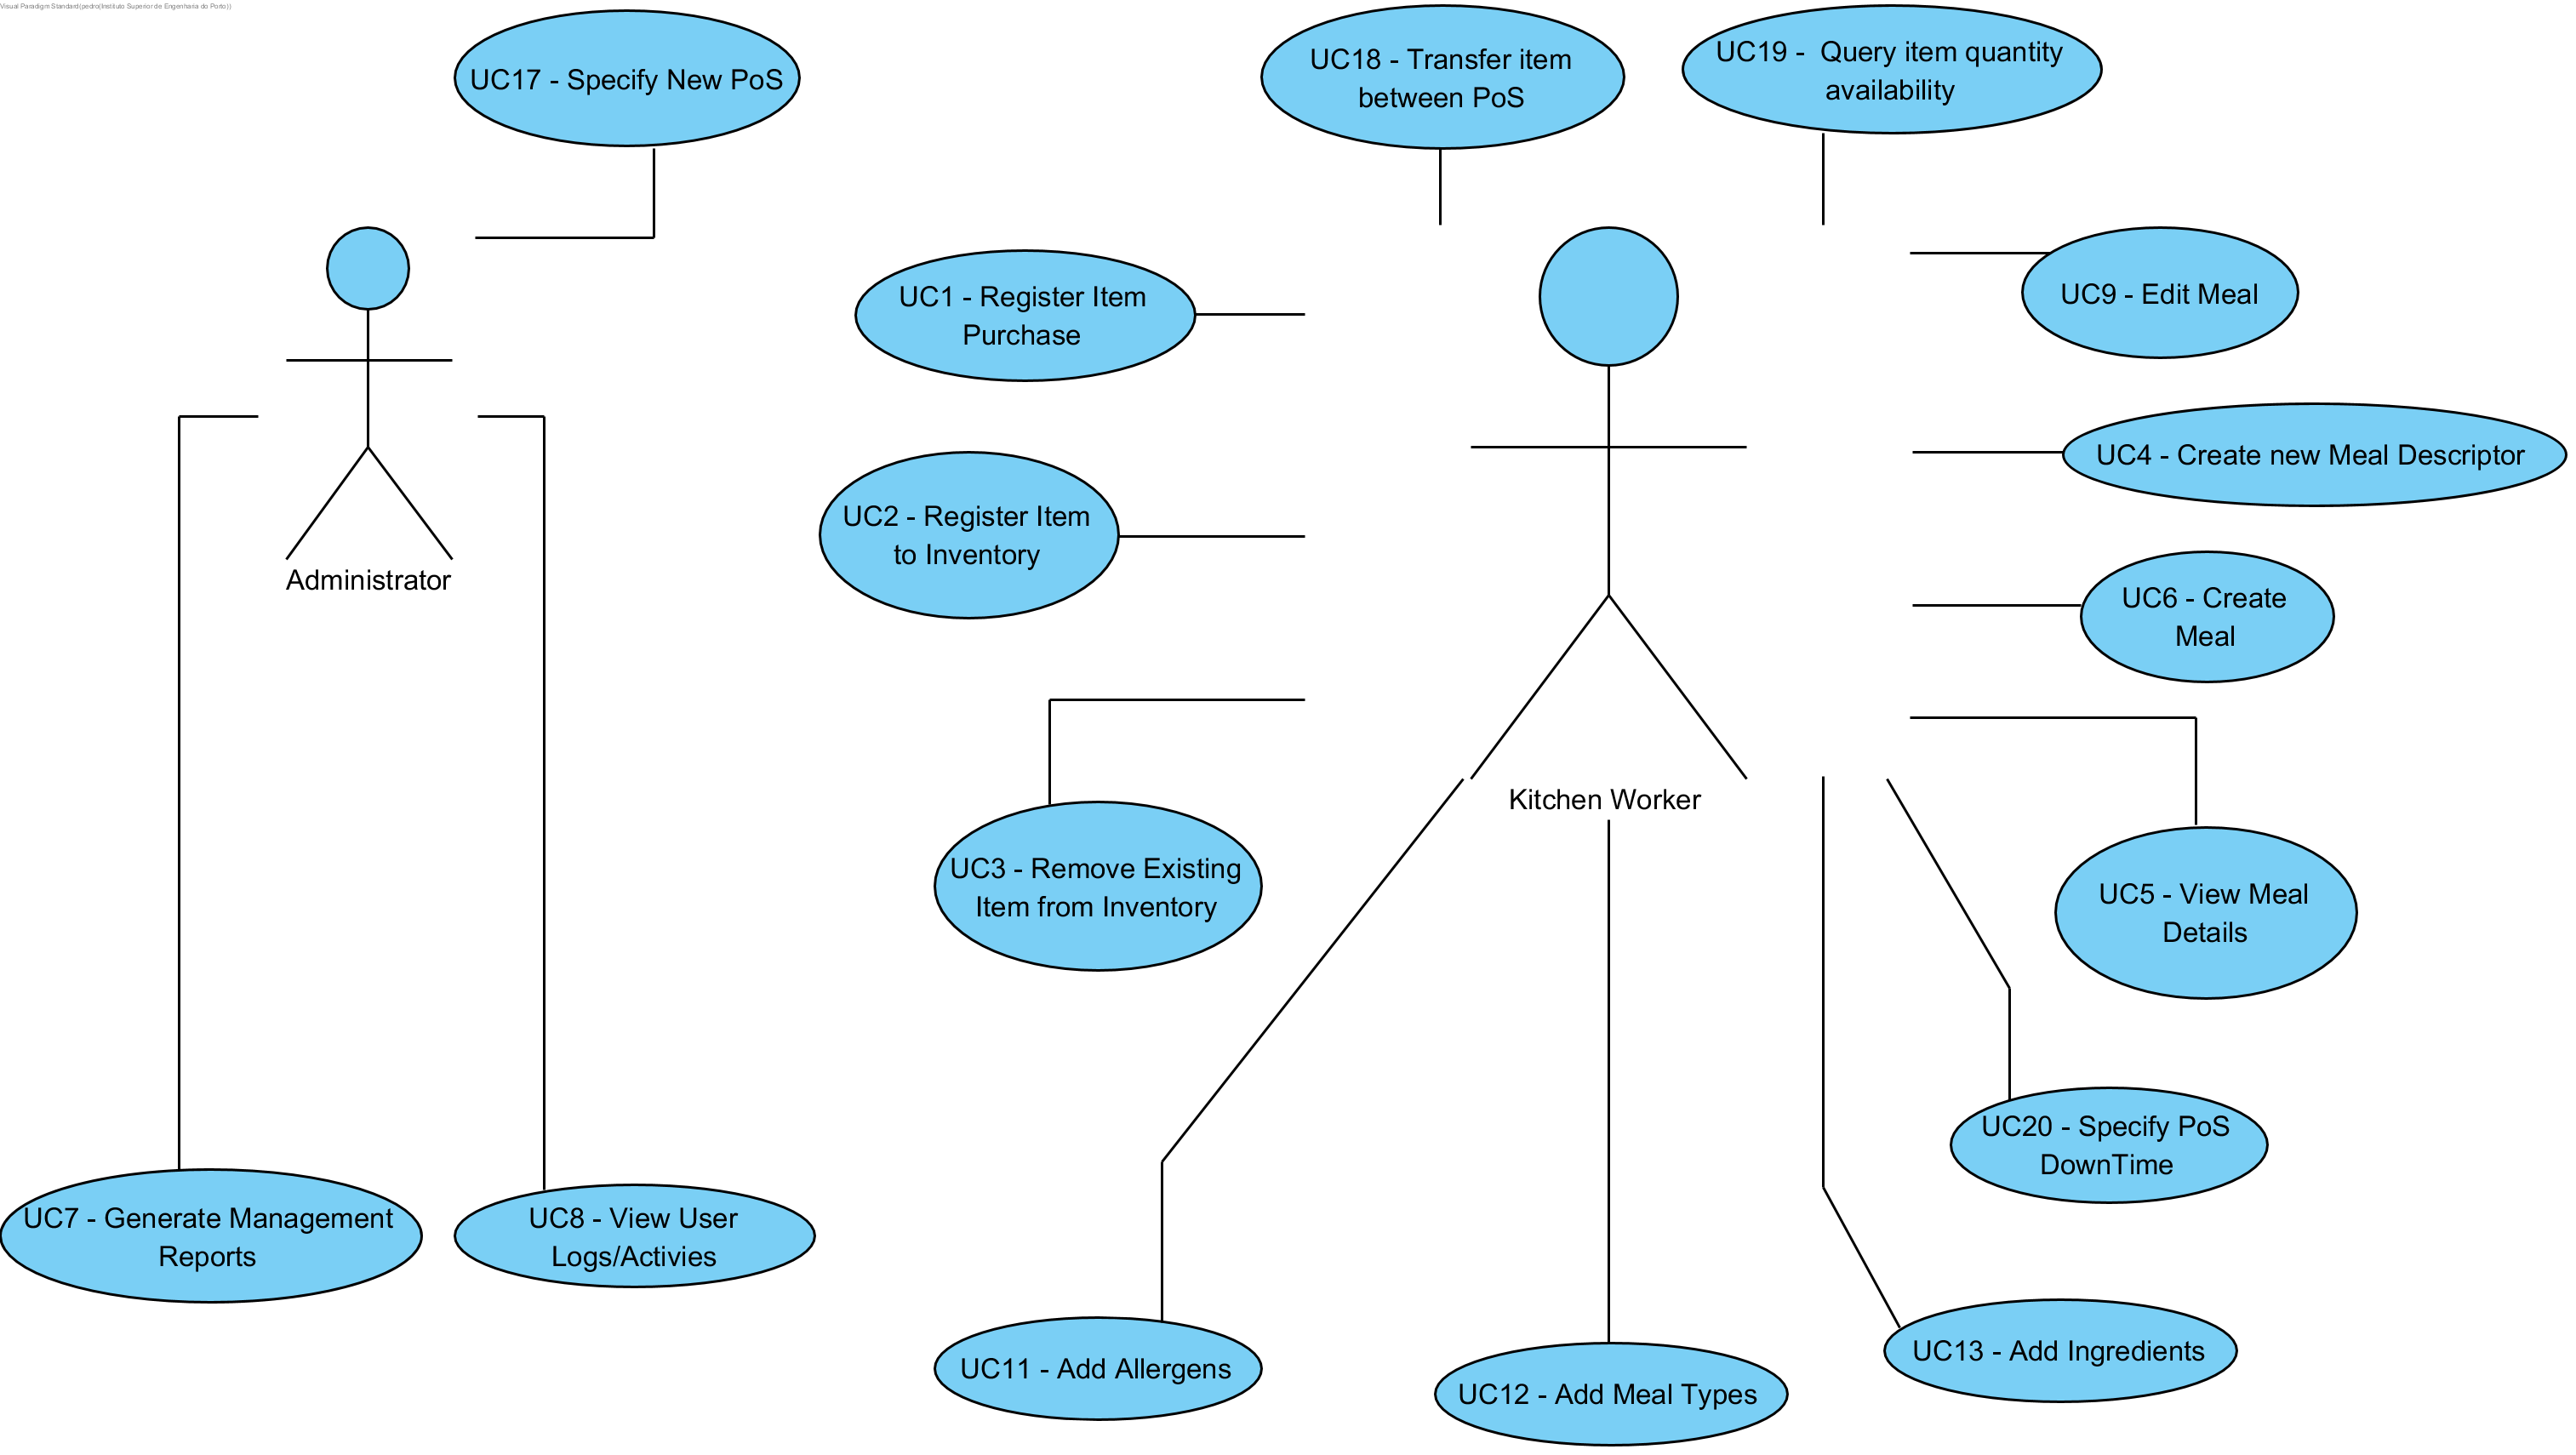 Visual Paradigm Standard(pedro(Instituto Superior de Engenharia do Porto))
UC17 - Specify New PoS
UC18 - Transfer item
between PoS
UC19 -  Query item quantity
availability
UC1 - Register Item
Purchase
UC9 - Edit Meal
UC4 - Create new Meal Descriptor
UC2 - Register Item
to Inventory
Administrator
UC6 - Create
Meal
Kitchen Worker
UC3 - Remove Existing
Item from Inventory
UC5 - View Meal
Details
UC20 - Specify PoS
DownTime
UC7 - Generate Management
Reports
UC8 - View User
Logs/Activies
UC11 - Add Allergens
UC12 - Add Meal Types
UC13 - Add Ingredients